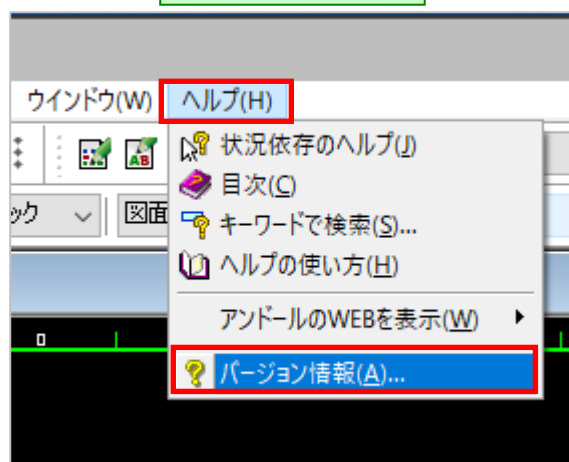 ウインドウ(W) ヘルプ(H)
状況依存のヘルプ(J)
目次(C)
ック 図面
キーワードで検索(S)...
ヘルプの使い方(H)
アンドールのWEBを表示(W)
バージョン情報(A)...